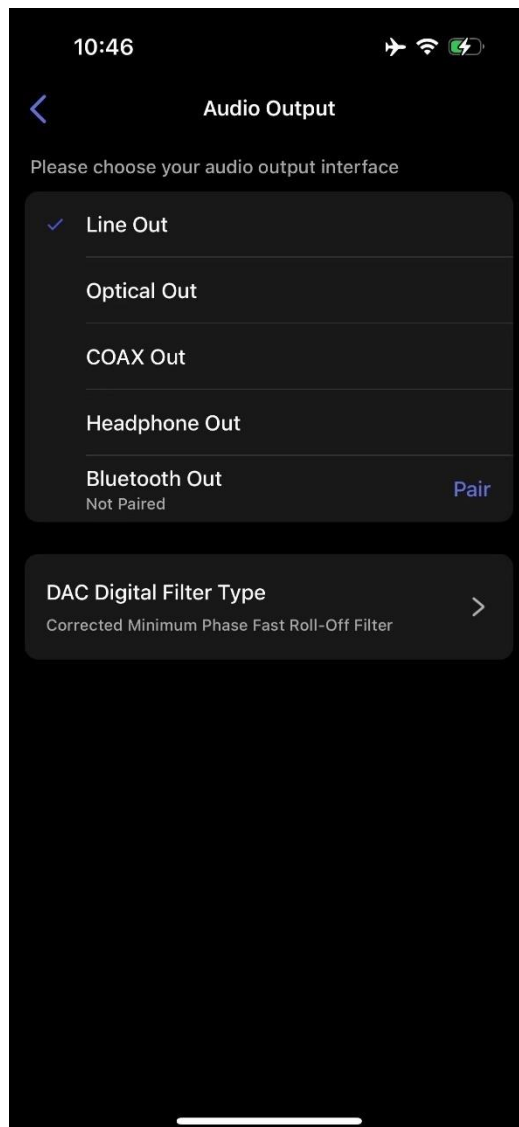 10:46
Audio Output
Please choose your audio output interface
Line Out
Optical Out
COAX Out
Headphone Out
Bluetooth Out
Not Paired
Pair
DAC Digital Filter Type
Corrected Minimum Phase Fast Roll-Off Filter